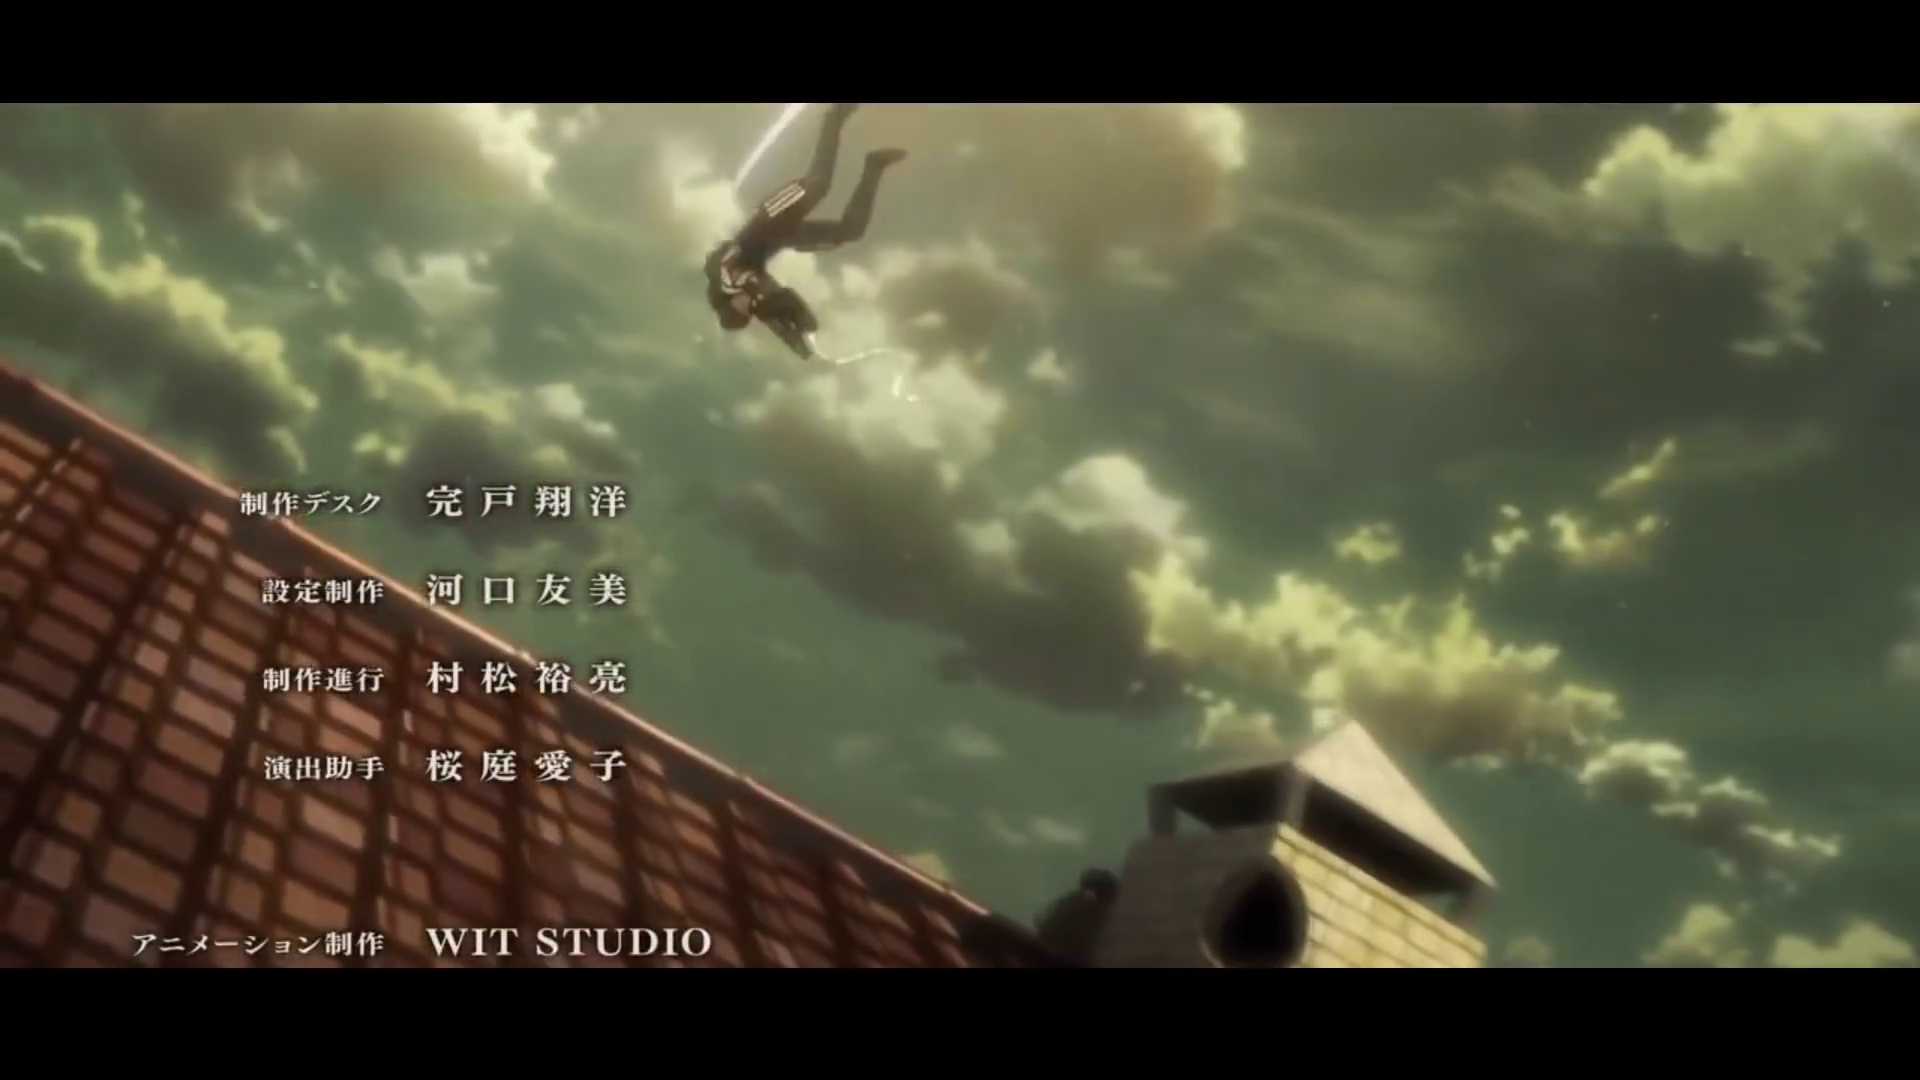 制作デスク 宍戸翔洋
設定制作 河口友美
制作進行 村松裕亮
演出助手 桜庭愛子
アニメーション制作 WIT STUDIO